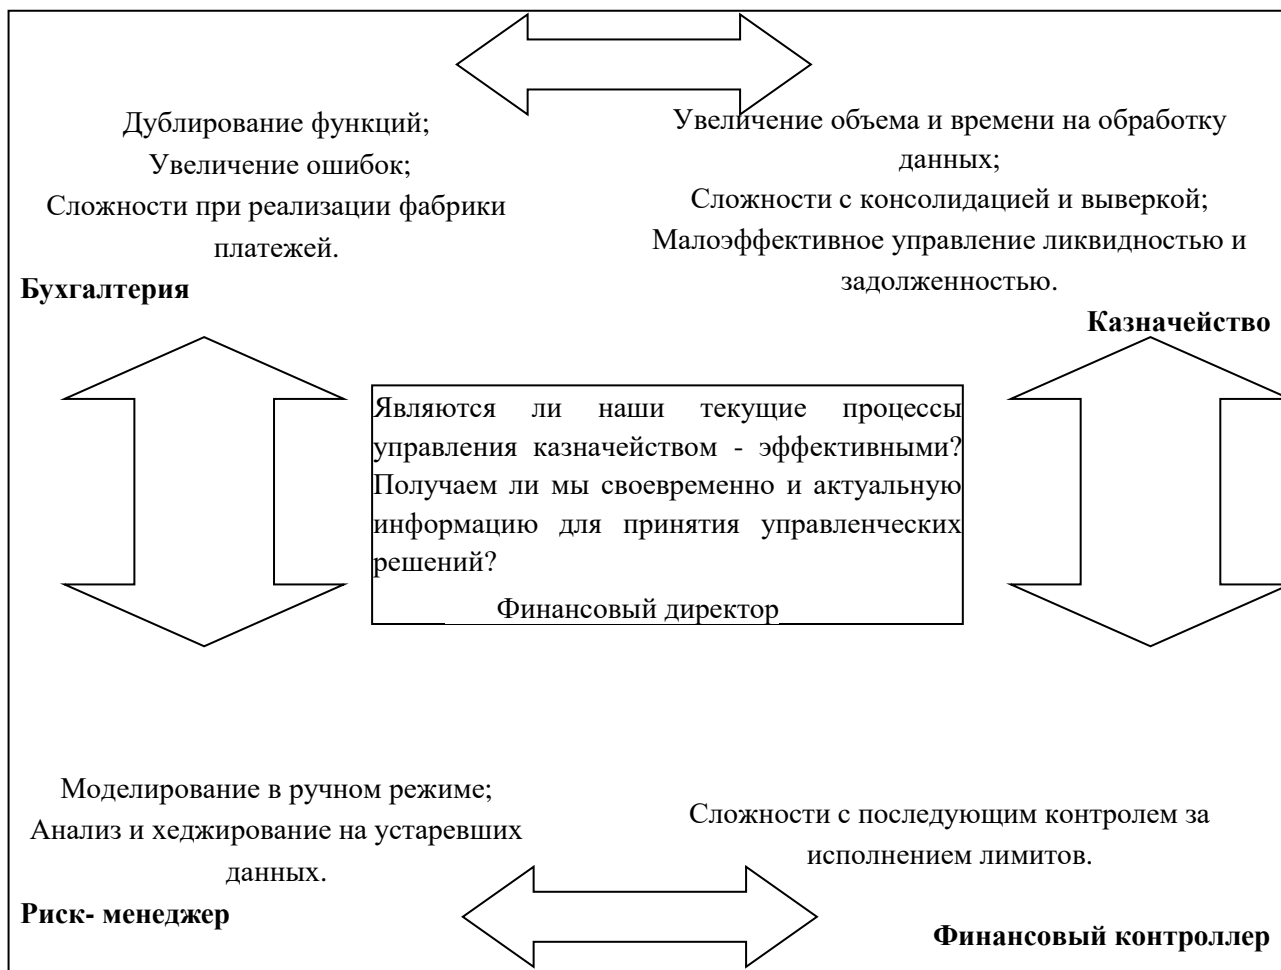 Дублирование функций;
Увеличение ошибок;
Сложности при реализации фабрики
платежей.
Бухгалтерия
Увеличение объема и времени на обработку
данных;
Сложности с консолидацией и выверкой;
Малоэффективное управление ликвидностью и
задолженностью.
Казначейство
Являются ли наши текущие процессы
управления казначейством - эффективными?
Получаем ли мы своевременно и актуальную
информацию для принятия управленческих
решений?
Финансовый директор
Моделирование в ручном режиме;
Анализ и хеджирование на устаревших
данных.
Риск- менеджер
Сложности с последующим контролем за
исполнением лимитов.
Финансовый контроллер